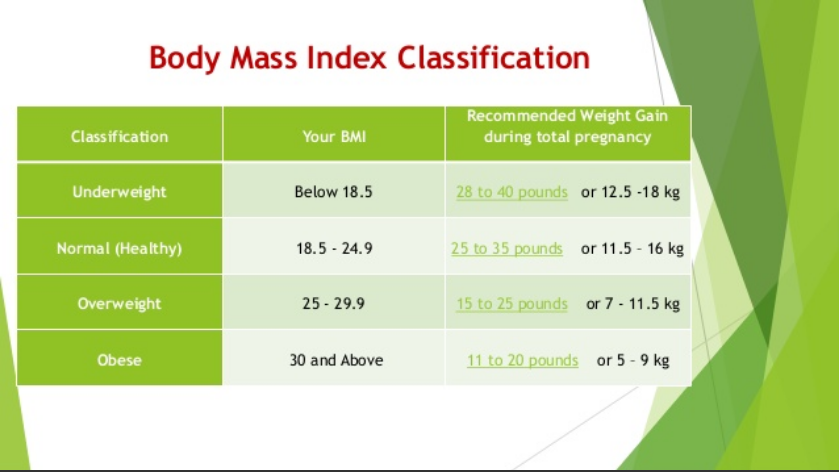 Body Mass Index Classification
Classification Your BMI Recommended Weight Gain
during total pregnancy
Underweight Below 18.5 28 to 40 pounds or 12.5 -18 kg
Normal (Healthy) 18.5 - 24.9 25 to 35 pounds or 11.5 – 16 kg
Overweight 25 - 29.9 15 to 25 pounds or 7 - 11.5 kg
Obese 30 and Above 11 to 20 pounds or 5 – 9 kg